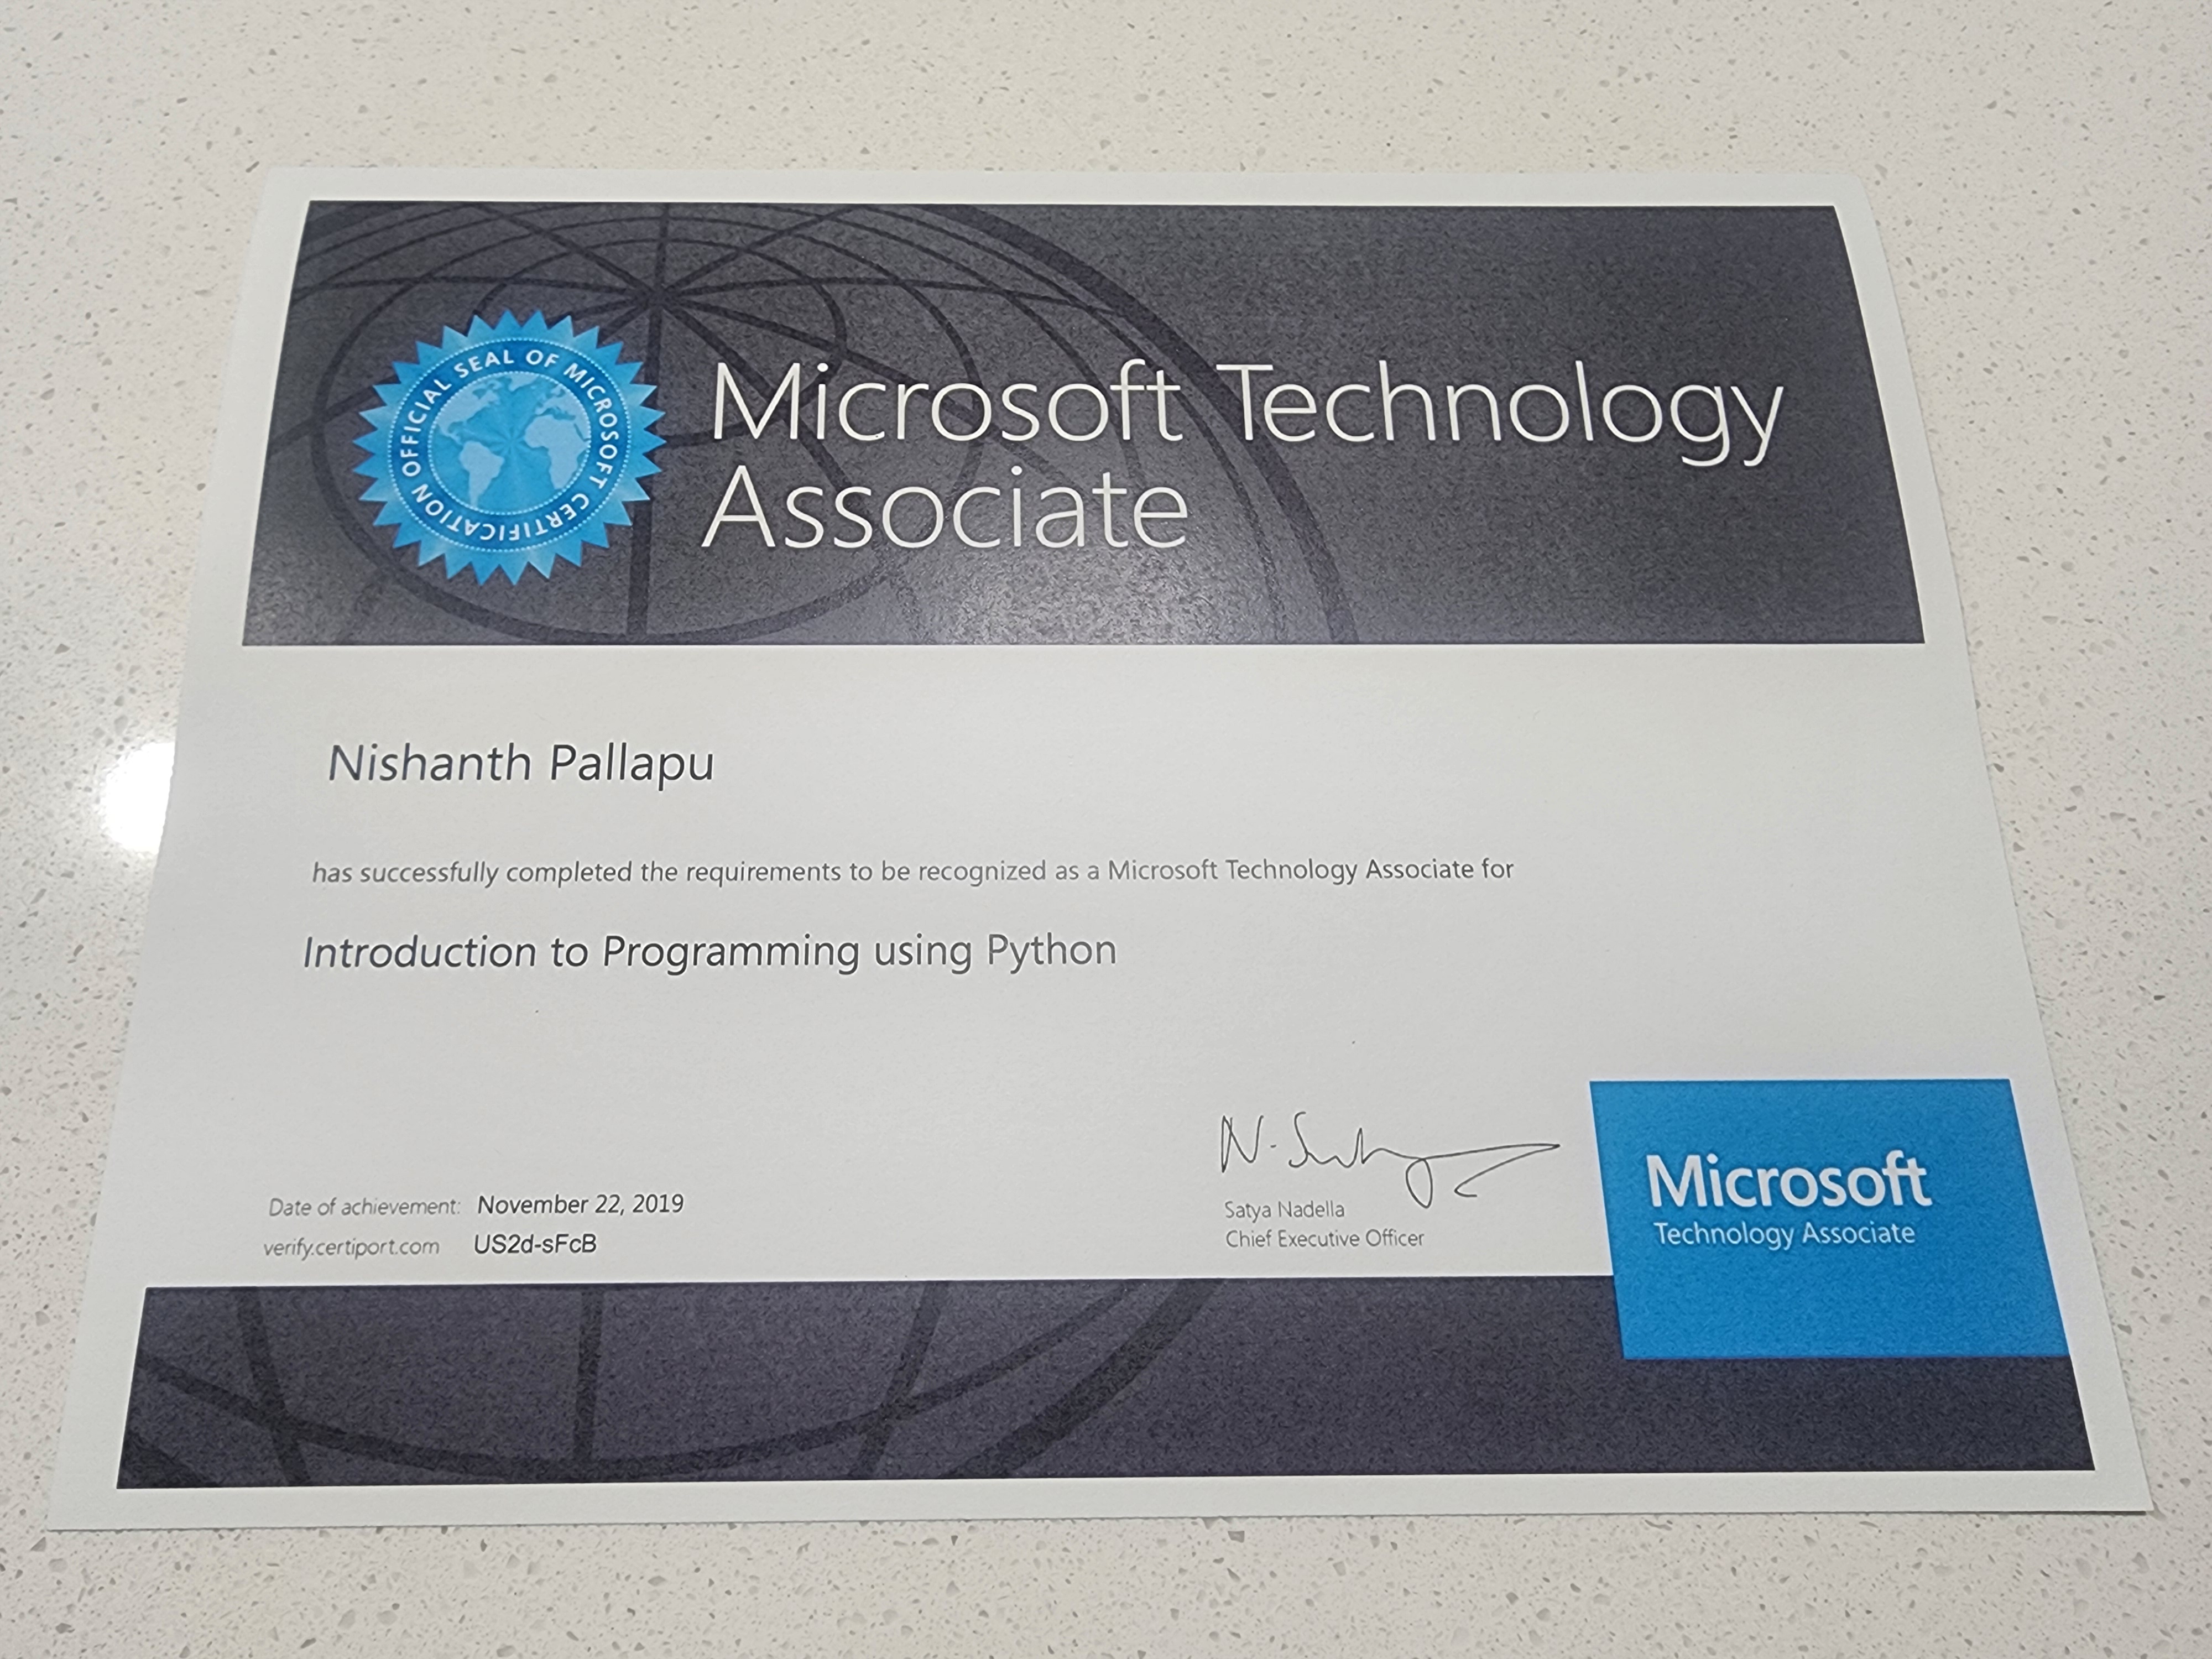 OFFICIAL SEAL OF MICROSOFT CERTIFICATION
Microsoft Technology
Associate
Nishanth Pallapu
has successfully completed the requirements to be recognized as a Microsoft Technology Associate for
Introduction to Programming using Python
Date of achievement: November 22, 2019
verify.certiport.com US2d-sFcB
Satya Nadella
Chief Executive Officer
Microsoft
Technology Associate